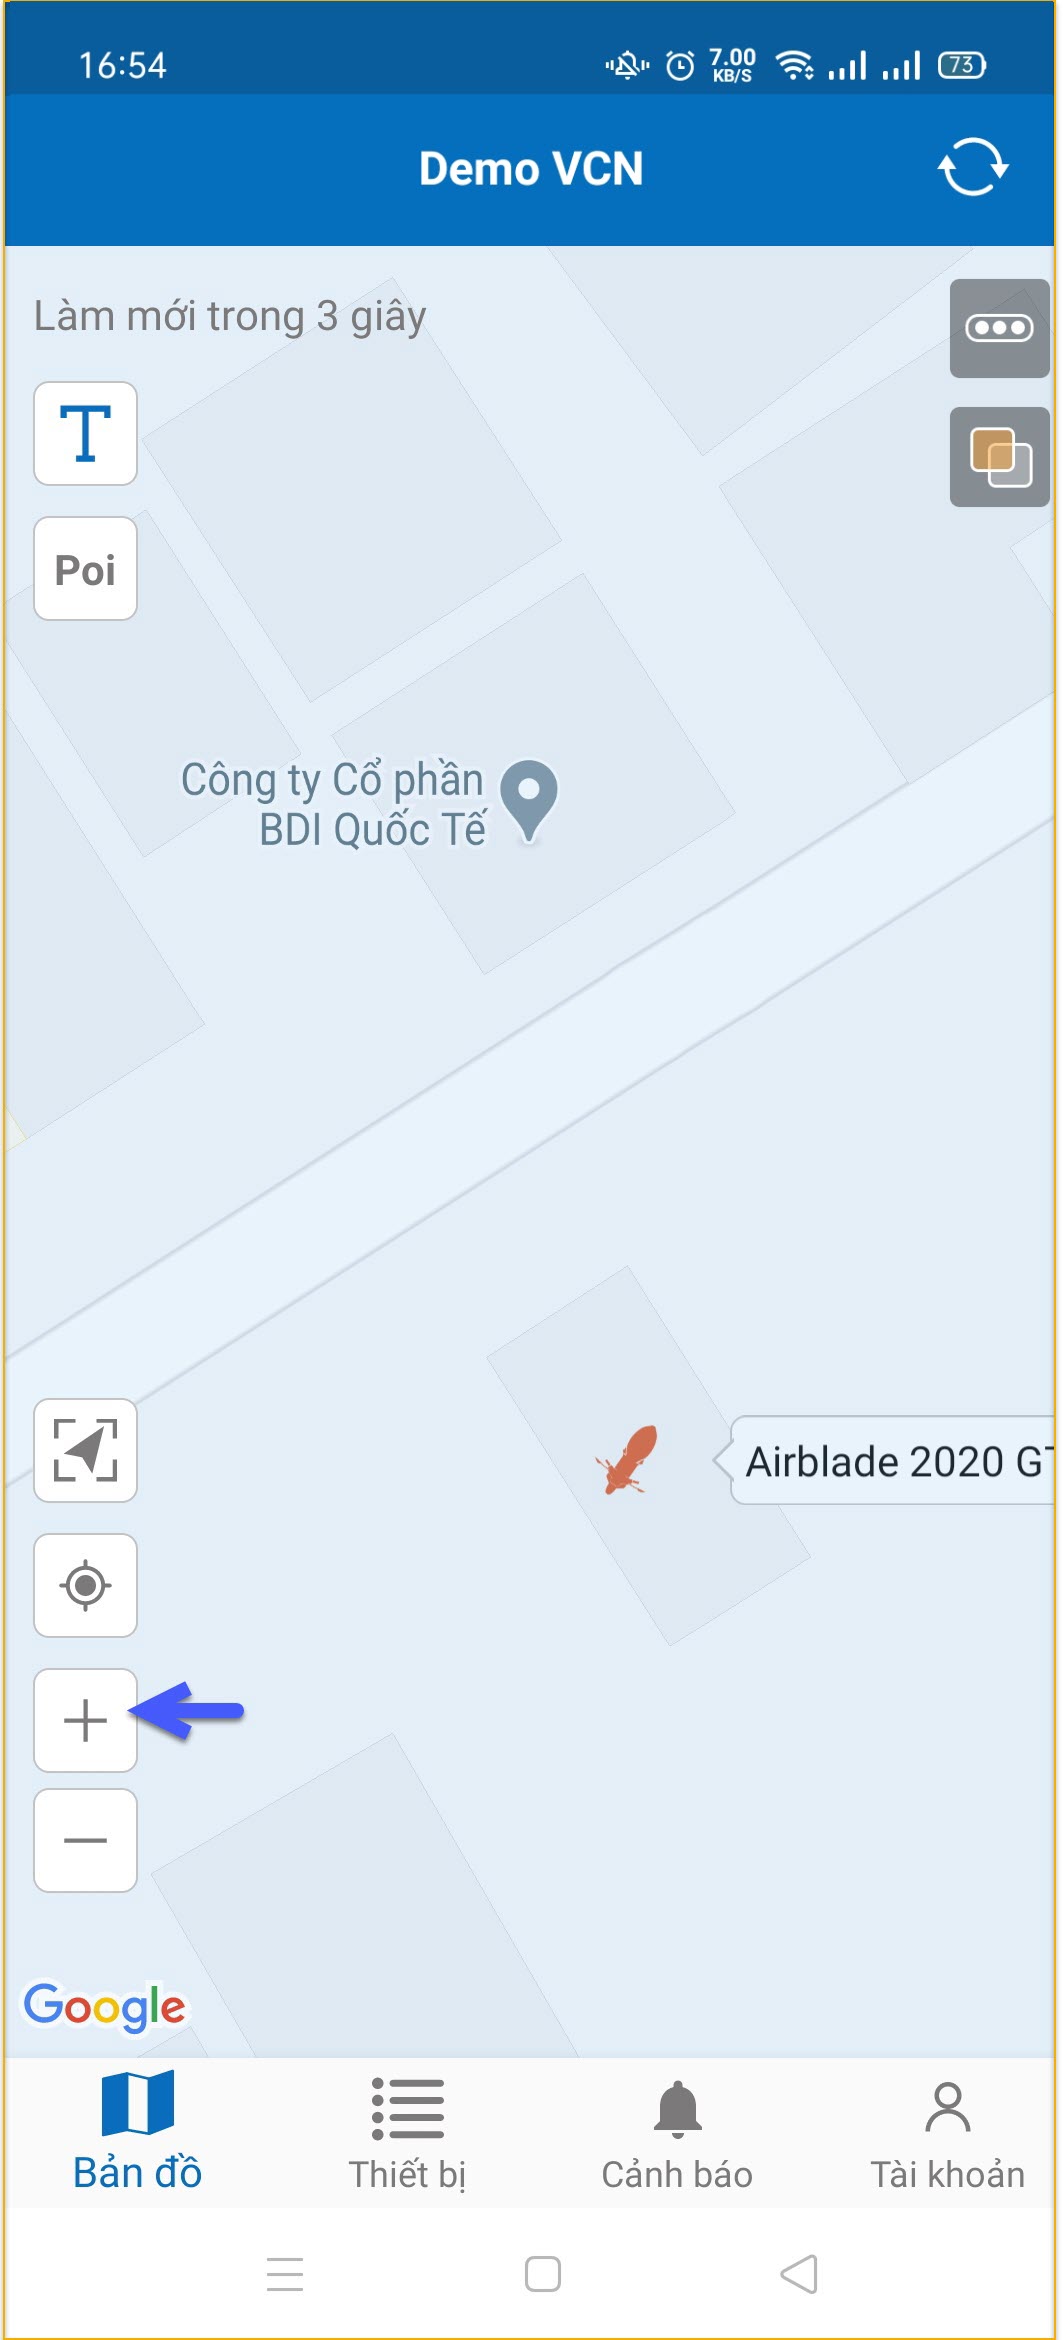 16:54
7.00
KB/S
73
Demo VCN
Làm mới trong 3 giây
T
Poi
Công ty Cổ phần
BDI Quốc Tế
Airblade 2020 GT
Google
Bản đồ
Thiết bị
Cảnh báo
Tài khoản